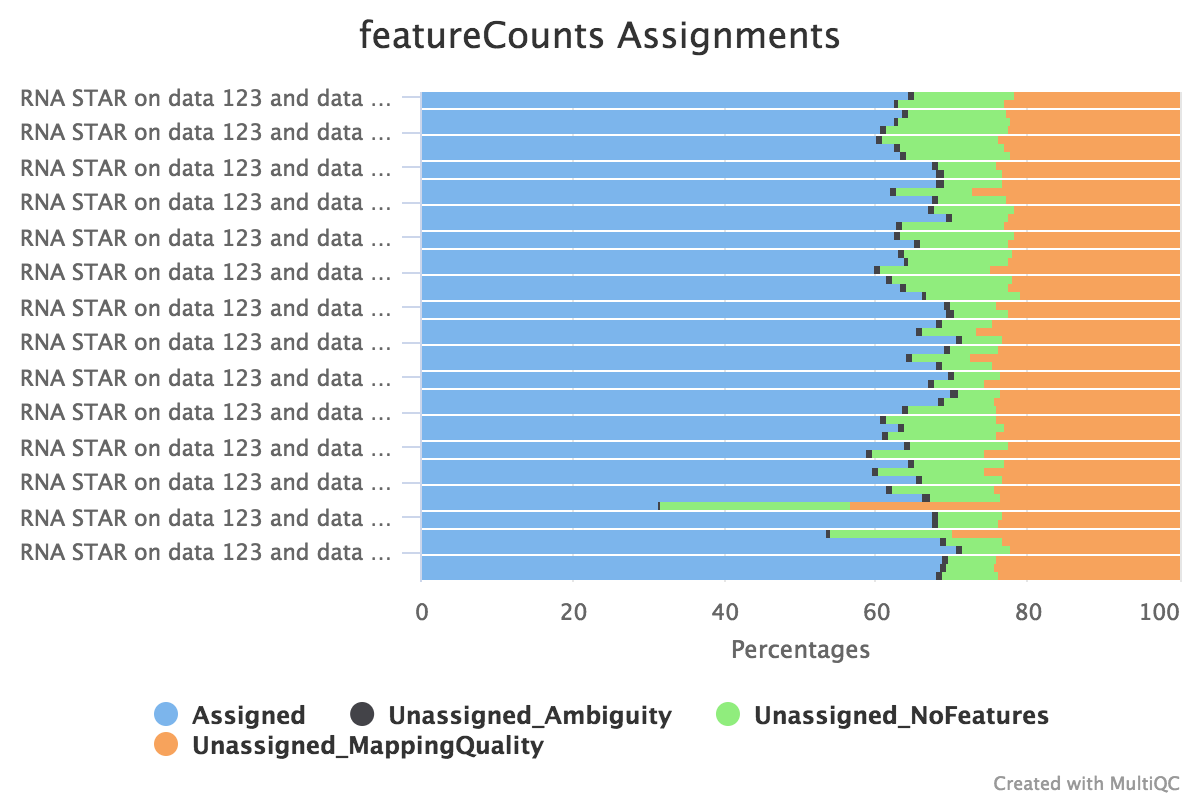 featureCounts Assignments
RNA STAR on data 123 and data ...
RNA STAR on data 123 and data ...
RNA STAR on data 123 and data ...
RNA STAR on data 123 and data ...
RNA STAR on data 123 and data ...
RNA STAR on data 123 and data ...
RNA STAR on data 123 and data ...
RNA STAR on data 123 and data ...
RNA STAR on data 123 and data ...
RNA STAR on data 123 and data ...
RNA STAR on data 123 and data ...
RNA STAR on data 123 and data ...
RNA STAR on data 123 and data ...
RNA STAR on data 123 and data ...
0 20 40 60 80 100
Percentages
Assigned Unassigned_Ambiguity Unassigned_NoFeatures
Unassigned_MappingQuality
Created with MultiQC